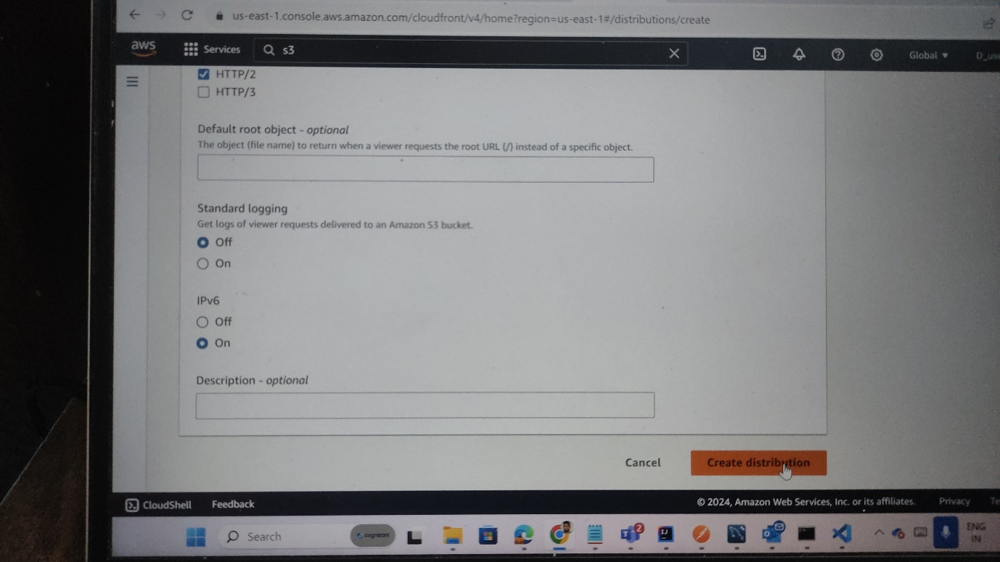 us-east-1.console.aws.amazon.com/cloudfront/v4/home?region=us-east-1#/distributions/create
aws Services s3 Global
HTTP/2
HTTP/3
Default root object - optional
The object (file name) to return when a viewer requests the root URL (/) instead of a specific object.
Standard logging
Get logs of viewer requests delivered to an Amazon S3 bucket.
Off
On
IPv6
Off
On
Description - optional
Cancel Create distribution
CloudShell Feedback © 2024, Amazon Web Services, Inc. or its affiliates. Privacy
Search cognizant 2 ENG
IN